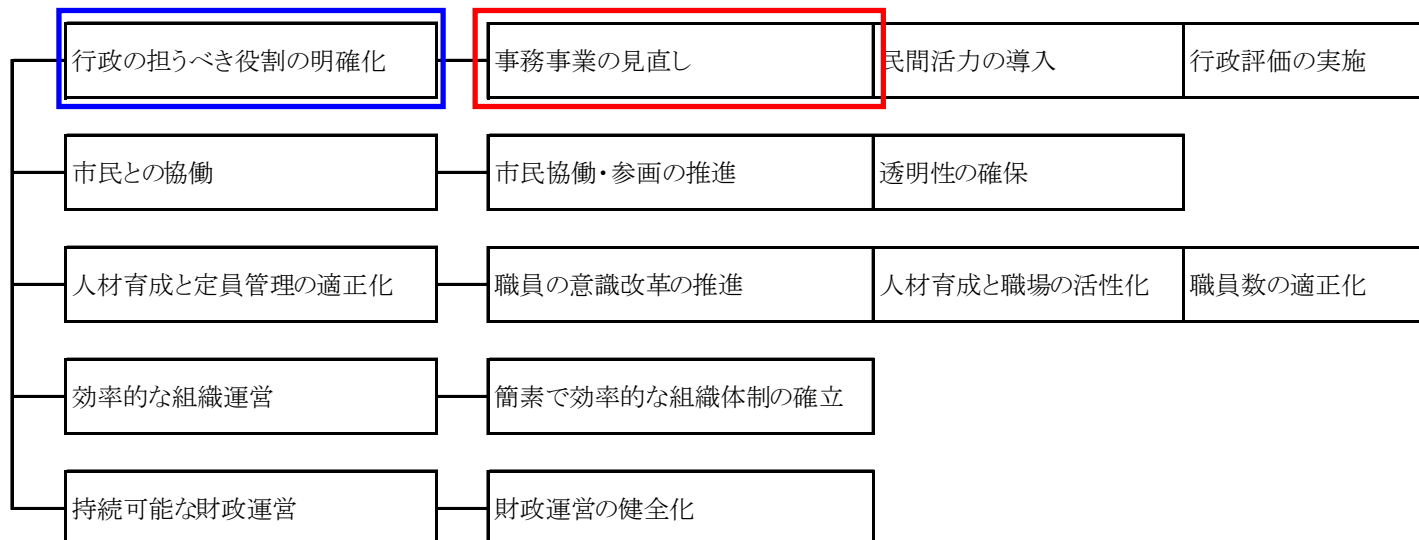 行政の担うべき役割の明確化
事務事業の見直し
民間活力の導入
行政評価の実施
市民との協働
市民協働・参画の推進
透明性の確保
人材育成と定員管理の適正化
職員の意識改革の推進
人材育成と職場の活性化
職員数の適正化
効率的な組織運営
簡素で効率的な組織体制の確立
持続可能な財政運営
財政運営の健全化